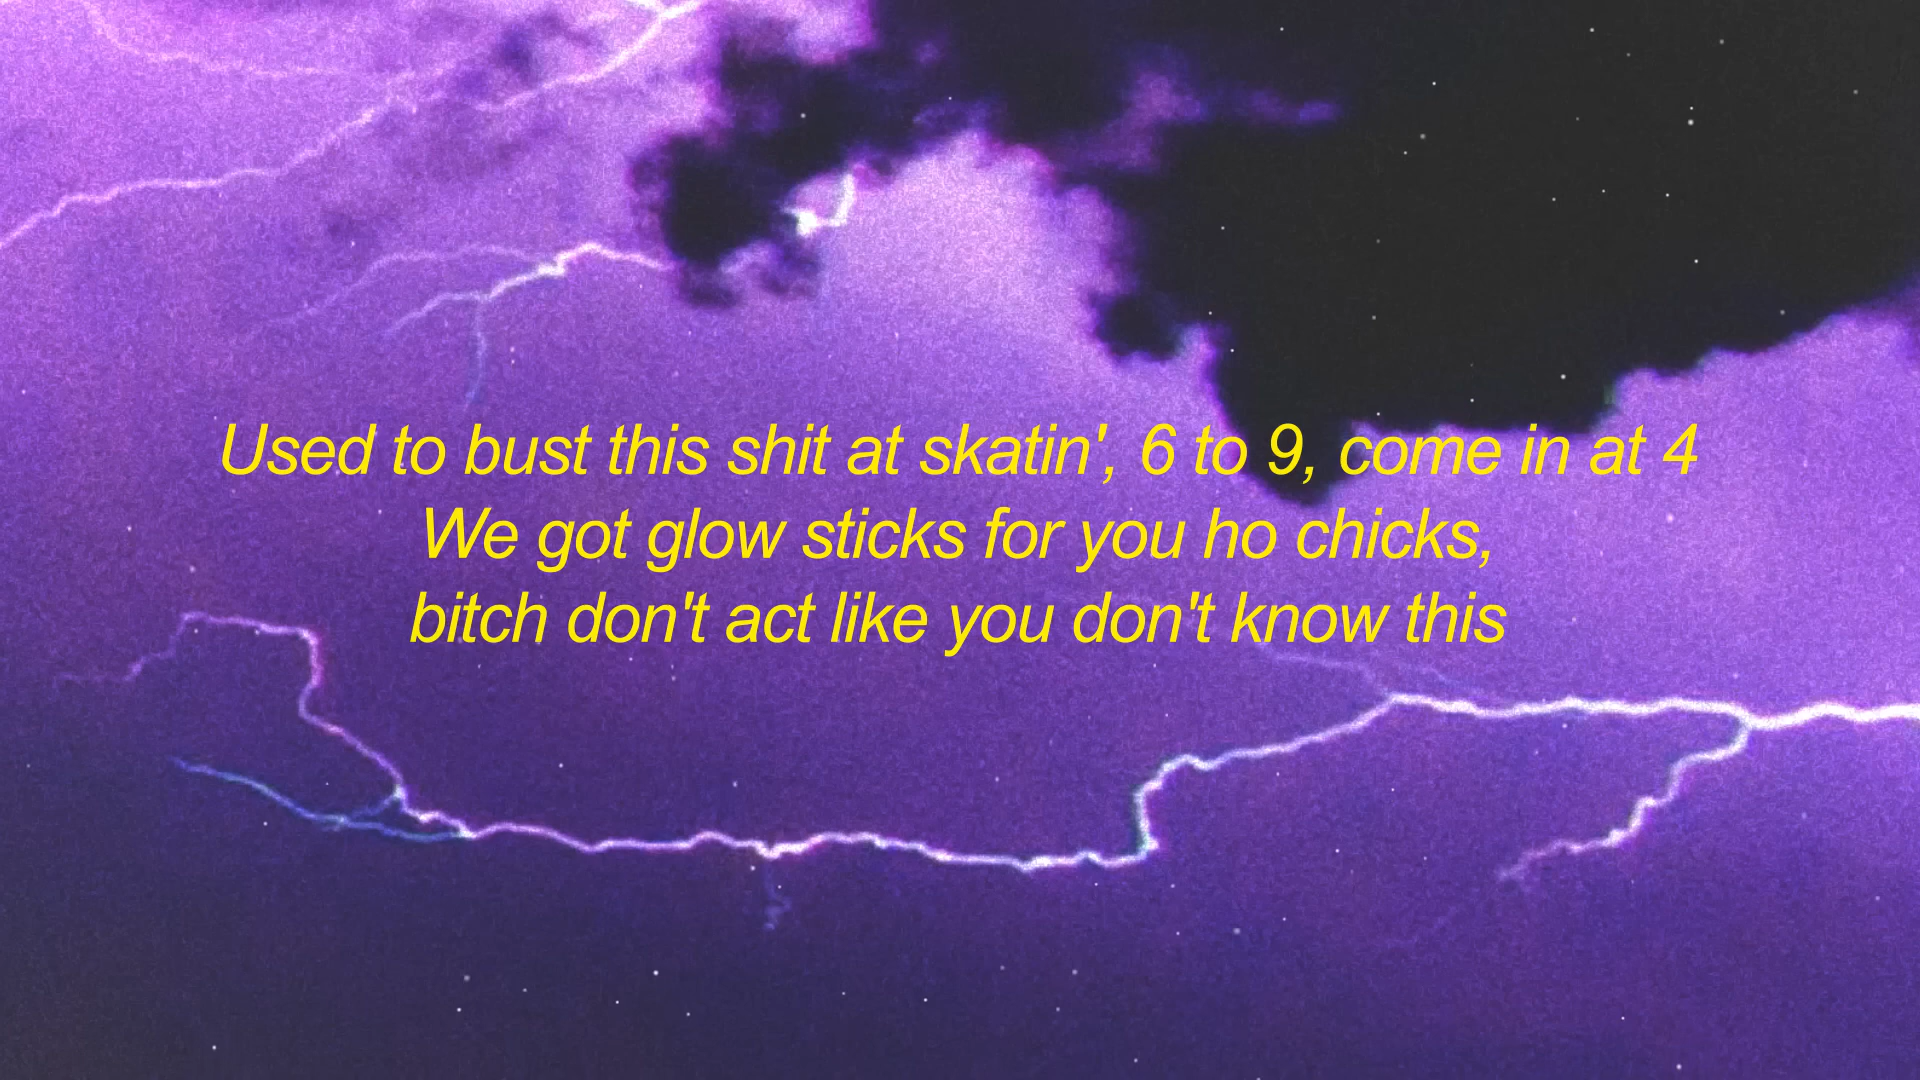 Used to bust this shit at skatin', 6 to 9, come in at 4
We got glow sticks for you ho chicks,
bitch don't act like you don't know this